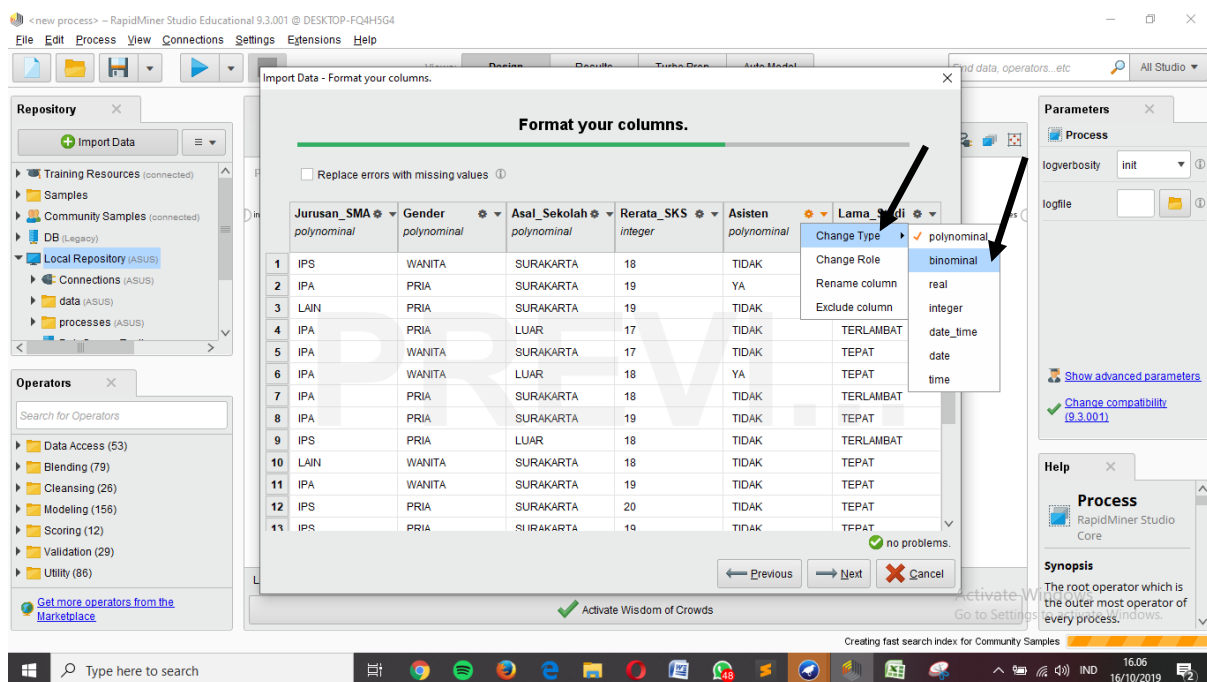 <new process> – RapidMiner Studio Educational 9.3.001 @ DESKTOP-FQ4H5G4
File Edit Process View Connections Settings Extensions Help
Find data, operators...etc
All Studio
Import Data - Format your columns.
Format your columns.
Replace errors with missing values
Jurusan_SMA Gender Asal_Sekolah Rerata_SKS Asisten
polynominal polynominal polynominal integer polynominal
1 IPS WANITA SURAKARTA 18 TIDAK
2 IPA PRIA SURAKARTA 19 YA
3 LAIN PRIA SURAKARTA 19 TIDAK
4 IPA PRIA LUAR 17 TIDAK TERLAMBAT
5 IPA WANITA SURAKARTA 17 TIDAK TEPAT
6 IPA WANITA LUAR 18 YA TEPAT
7 IPA PRIA SURAKARTA 18 TIDAK TERLAMBAT
8 IPA PRIA SURAKARTA 19 TIDAK TEPAT
9 IPS PRIA LUAR 18 TIDAK TERLAMBAT
10 LAIN WANITA SURAKARTA 18 TIDAK TEPAT
11 IPA WANITA SURAKARTA 19 TIDAK TEPAT
12 IPS PRIA SURAKARTA 20 TIDAK TEPAT
13 IPS PRIA SURAKARTA 19 TIDAK TEPAT
PREVI...
Change Type
Change Role
Rename column
Exclude column
polynominal
binominal
real
integer
date_time
date
time
no problems.
Previous Next Cancel
Repository
Import Data
Training Resources (connected)
Samples
Community Samples (connected)
DB (Legacy)
Local Repository (ASUS)
Connections (ASUS)
data (ASUS)
processes (ASUS)
Operators
Search for Operators
Data Access (53)
Blending (79)
Cleansing (26)
Modeling (156)
Scoring (12)
Validation (29)
Utility (86)
Get more operators from the
Marketplace
Activate Wisdom of Crowds
Parameters
Process
logverbosity init
logfile
Show advanced parameters
Change compatibility
(9.3.001)
Help
Process
RapidMiner Studio
Core
Synopsis
The root operator which is
the outer most operator of
every process.
Activate Windows
Go to Settings to activate Windows.
Creating fast search index for Community Samples
Type here to search
48
IND
16.06
16/10/2019
2